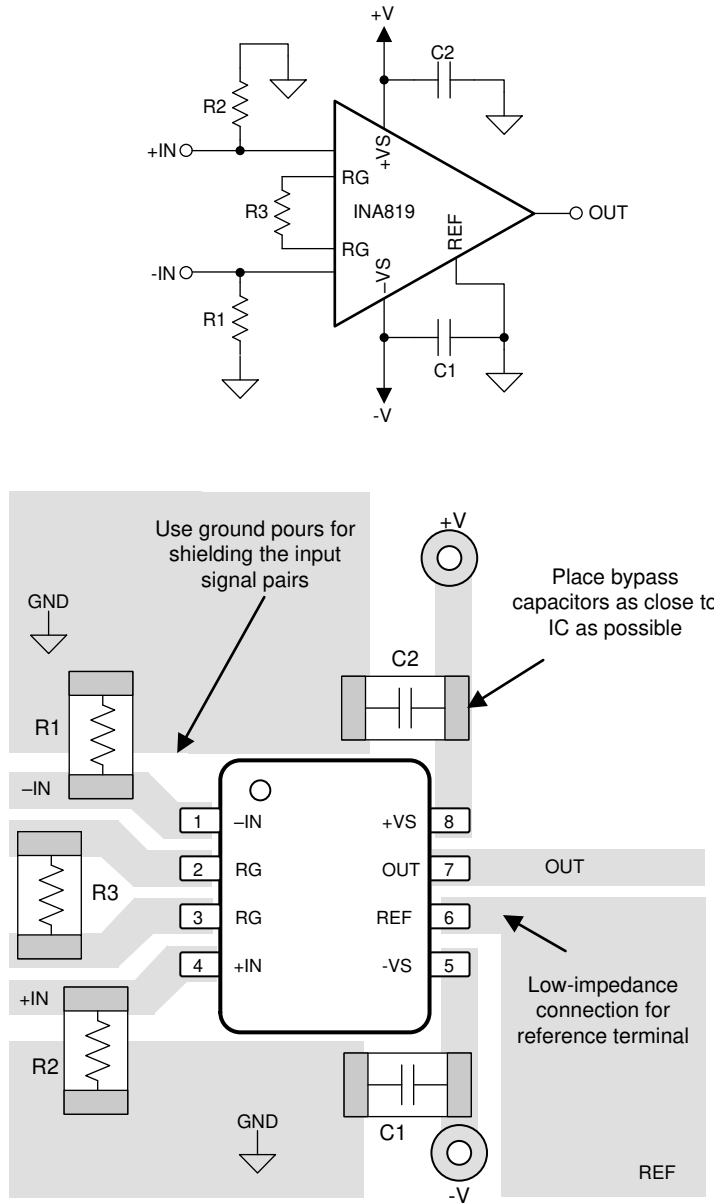 +V
C2
R2
+IN
+VS
RG
R3
INA819
OUT
RG
REF
-IN
–VS
R1
C1
-V
Use ground pours for
shielding the input
signal pairs
+V
Place bypass
capacitors as close to
IC as possible
GND
C2
R1
–IN
1 –IN +VS 8
2 RG OUT 7 OUT
R3
3 RG REF 6
4 +IN -VS 5
+IN
Low-impedance
connection for
reference terminal
R2
GND
C1
REF
-V